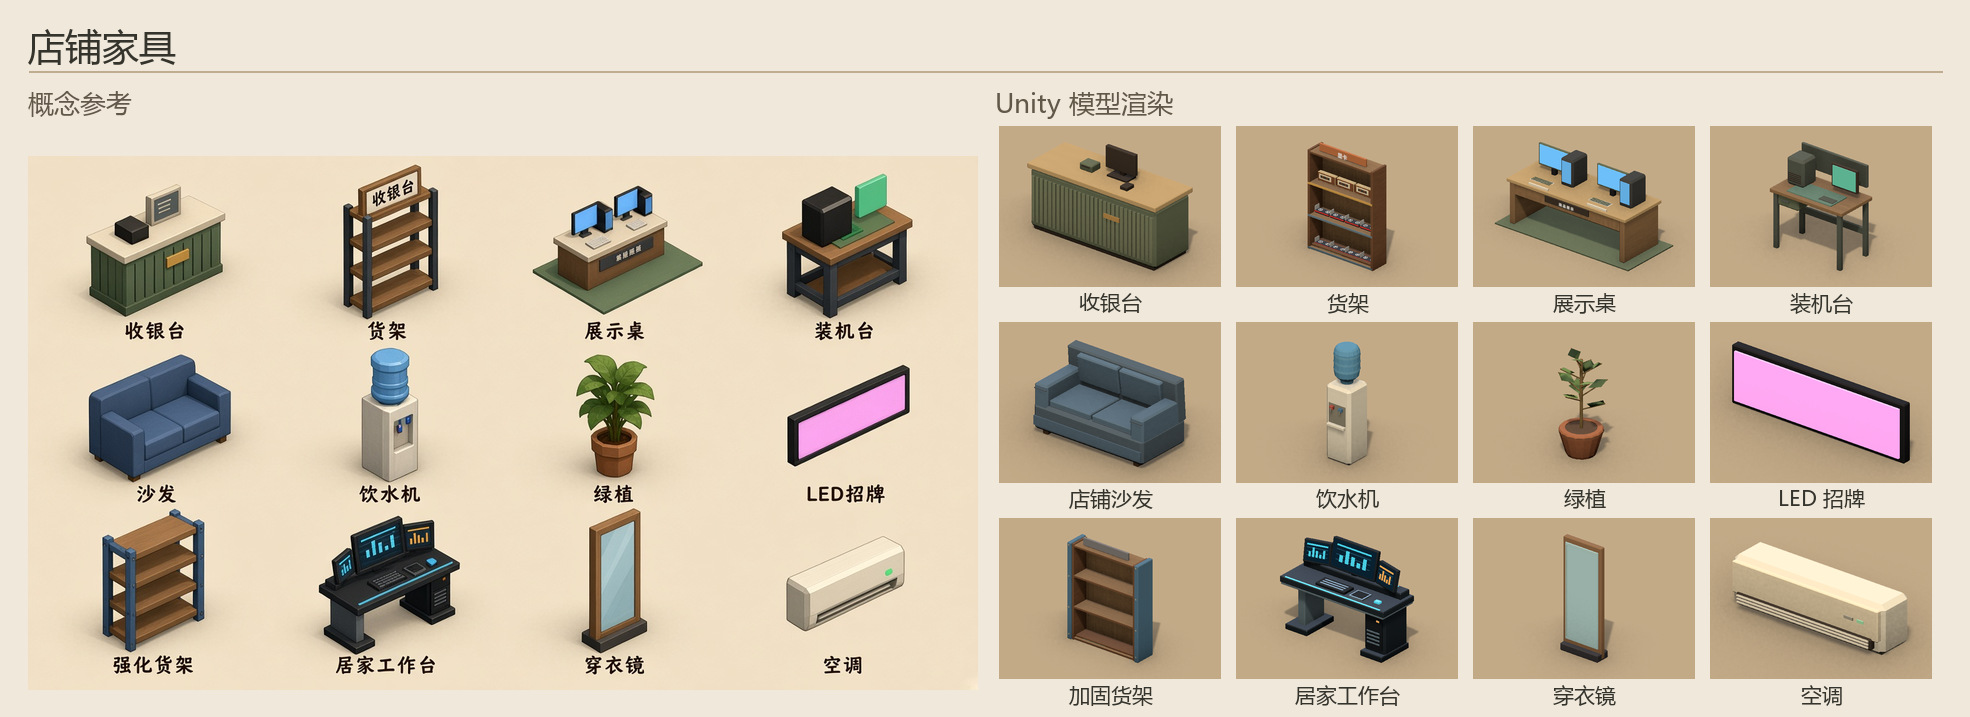 店铺家具
概念参考
收银台
收银台 货架 展示桌 装机台
沙发 饮水机 绿植 LED招牌
强化货架 居家工作台 穿衣镜 空调
Unity 模型渲染
收银台 货架 展示桌 装机台
店铺沙发 饮水机 绿植 LED 招牌
加固货架 居家工作台 穿衣镜 空调